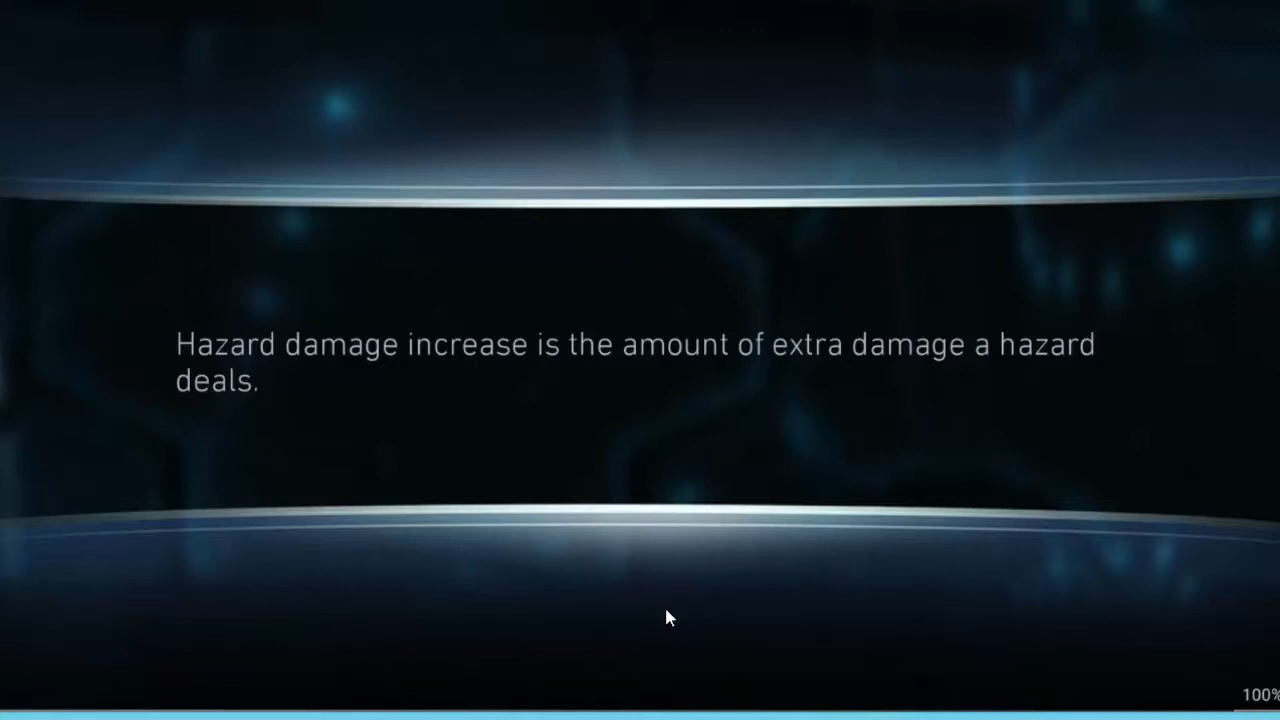 Hazard damage increase is the amount of extra damage a hazard
deals.
100%